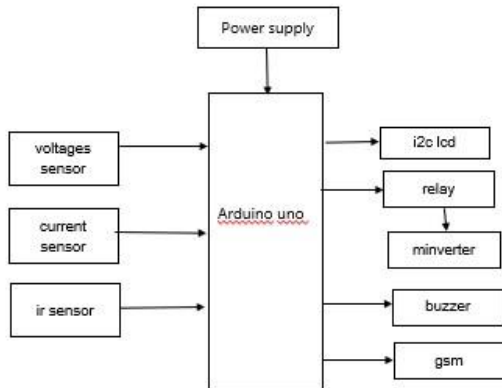 Power supply
voltages
sensor
current
sensor
ir sensor
Arduino uno
i2c lcd
relay
minverter
buzzer
gsm